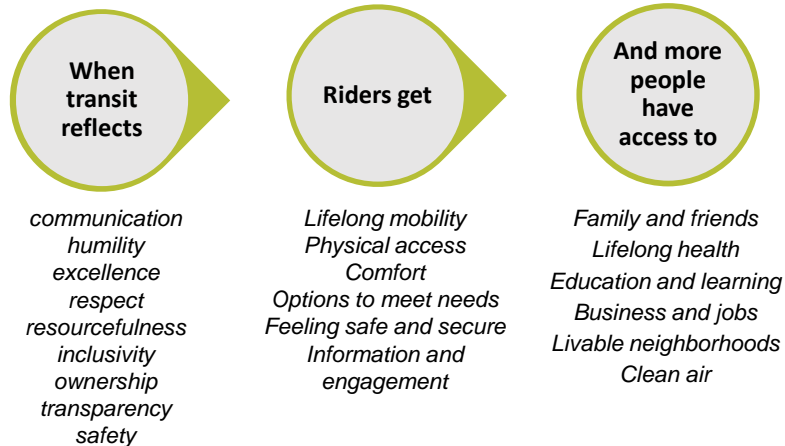 When
transit
reflects
communication
humility
excellence
respect
resourcefulness
inclusivity
ownership
transparency
safety
Riders get
Lifelong mobility
Physical access
Comfort
Options to meet needs
Feeling safe and secure
Information and
engagement
And more
people
have
access to
Family and friends
Lifelong health
Education and learning
Business and jobs
Livable neighborhoods
Clean air